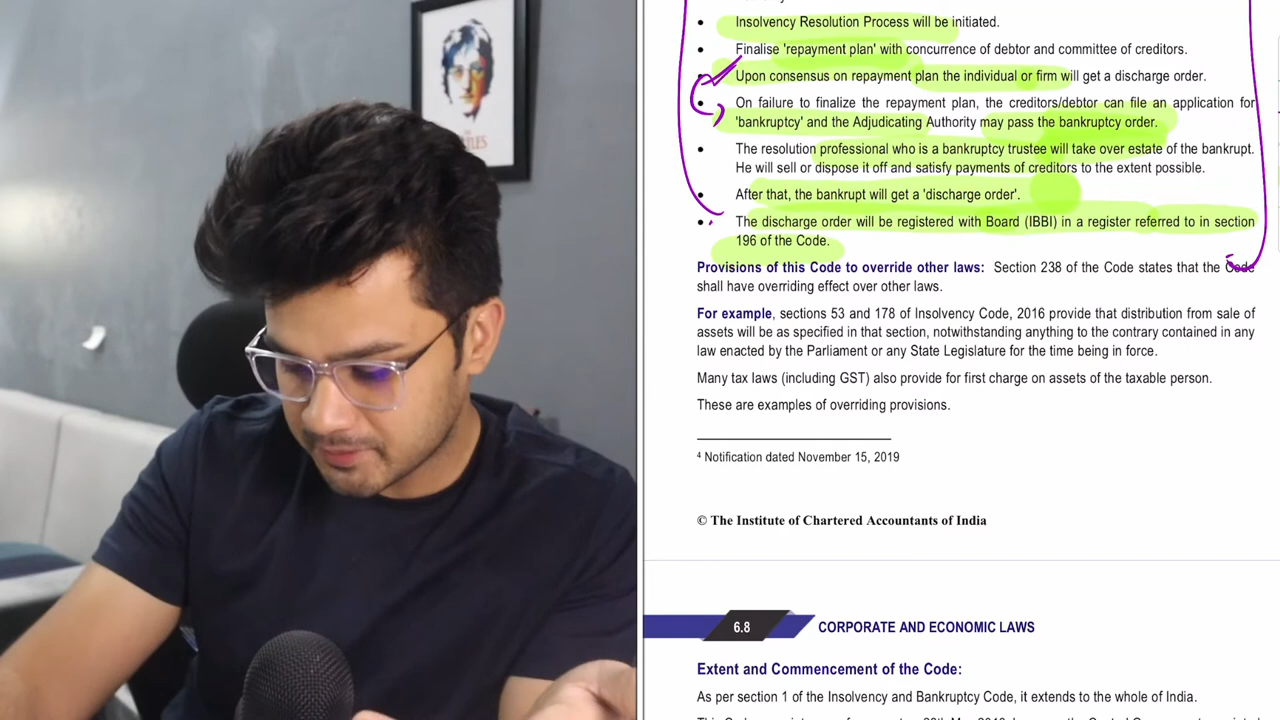 Insolvency Resolution Process will be initiated.
Finalise 'repayment plan' with concurrence of debtor and committee of creditors.
Upon consensus on repayment plan the individual or firm will get a discharge order.
On failure to finalize the repayment plan, the creditors/debtor can file an application for
'bankruptcy' and the Adjudicating Authority may pass the bankruptcy order.
The resolution professional who is a bankruptcy trustee will take over estate of the bankrupt.
He will sell or dispose it off and satisfy payments of creditors to the extent possible.
After that, the bankrupt will get a 'discharge order'.
The discharge order will be registered with Board (IBBI) in a register referred to in section
196 of the Code.
Provisions of this Code to override other laws: Section 238 of the Code states that the Code
shall have overriding effect over other laws.
For example, sections 53 and 178 of Insolvency Code, 2016 provide that distribution from sale of
assets will be as specified in that section, notwithstanding anything to the contrary contained in any
law enacted by the Parliament or any State Legislature for the time being in force.
Many tax laws (including GST) also provide for first charge on assets of the taxable person.
These are examples of overriding provisions.
4 Notification dated November 15, 2019
© The Institute of Chartered Accountants of India
6.8 CORPORATE AND ECONOMIC LAWS
Extent and Commencement of the Code:
As per section 1 of the Insolvency and Bankruptcy Code, it extends to the whole of India.